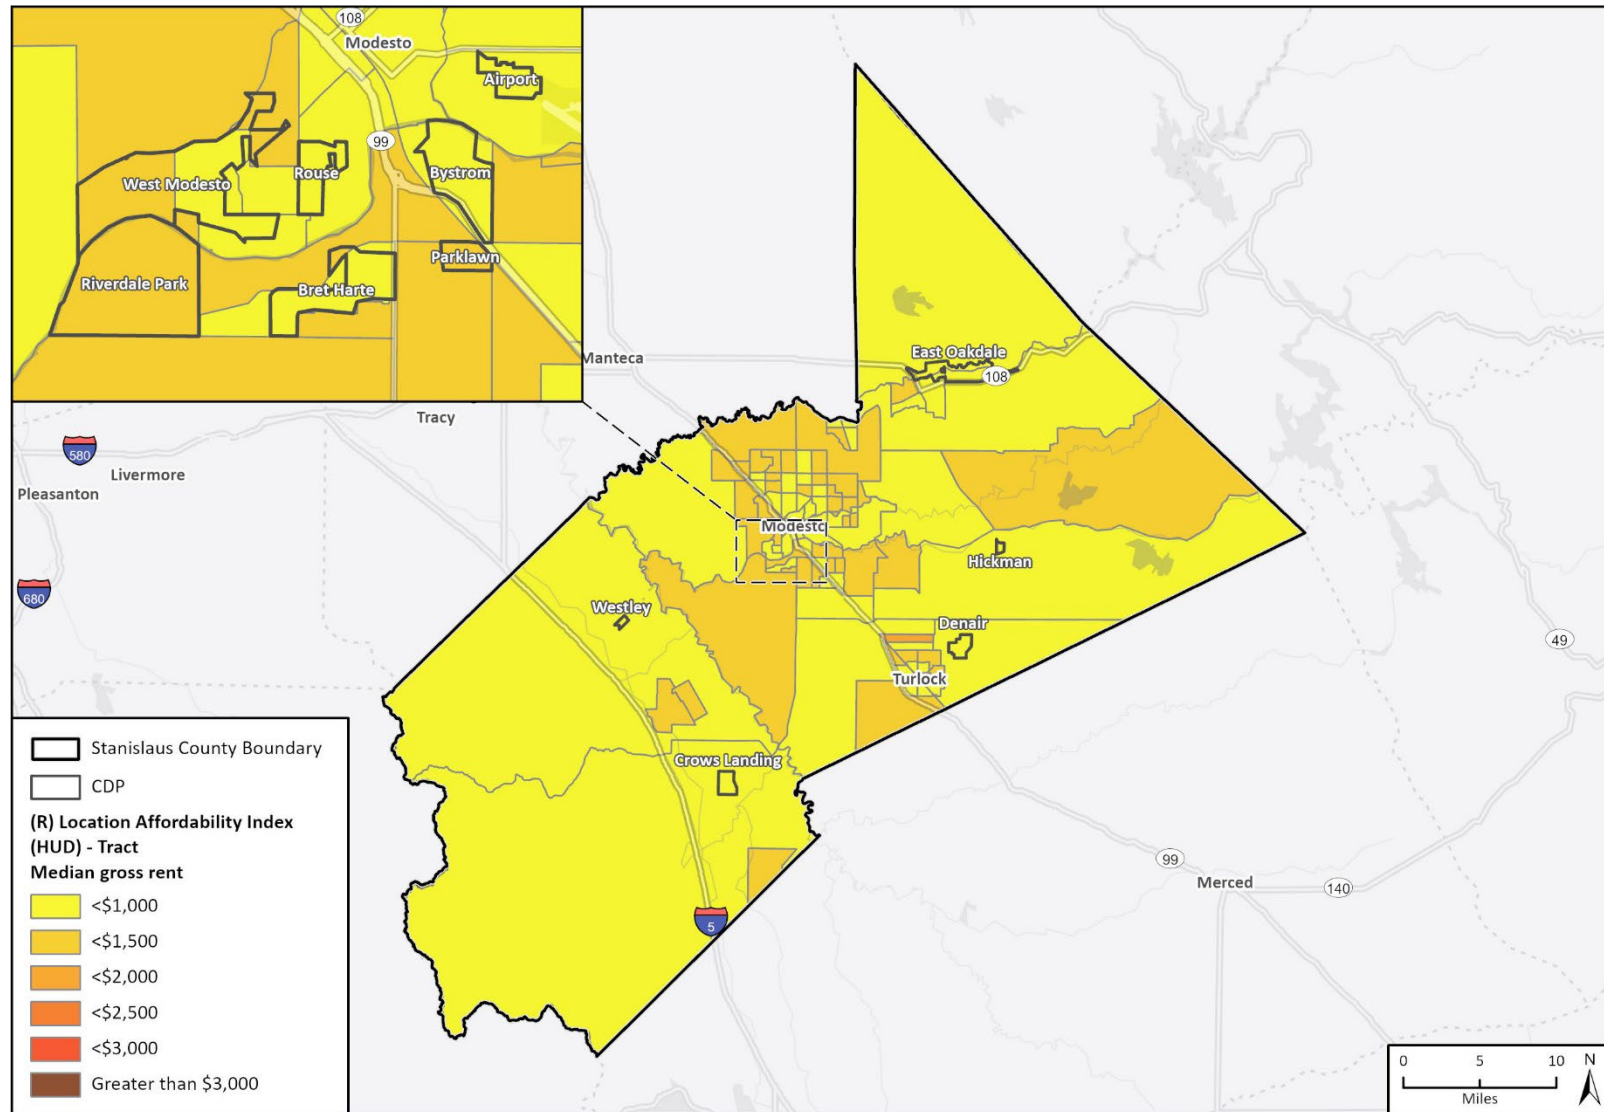 108
Modesto
Airport
99
West Modesto
Rouse
Bystrom
Riverdale Park
Bret Harte
Parklawn
Manteca
East Oakdale
108
Tracy
580
Livermore
Pleasanton
Modesto
Hickman
680
Westley
Denair
49
Turlock
Crows Landing
99
Merced
140
5
Stanislaus County Boundary
CDP
(R) Location Affordability Index
(HUD) - Tract
Median gross rent
<$1,000
<$1,500
<$2,000
<$2,500
<$3,000
Greater than $3,000
0 5 10 N
Miles